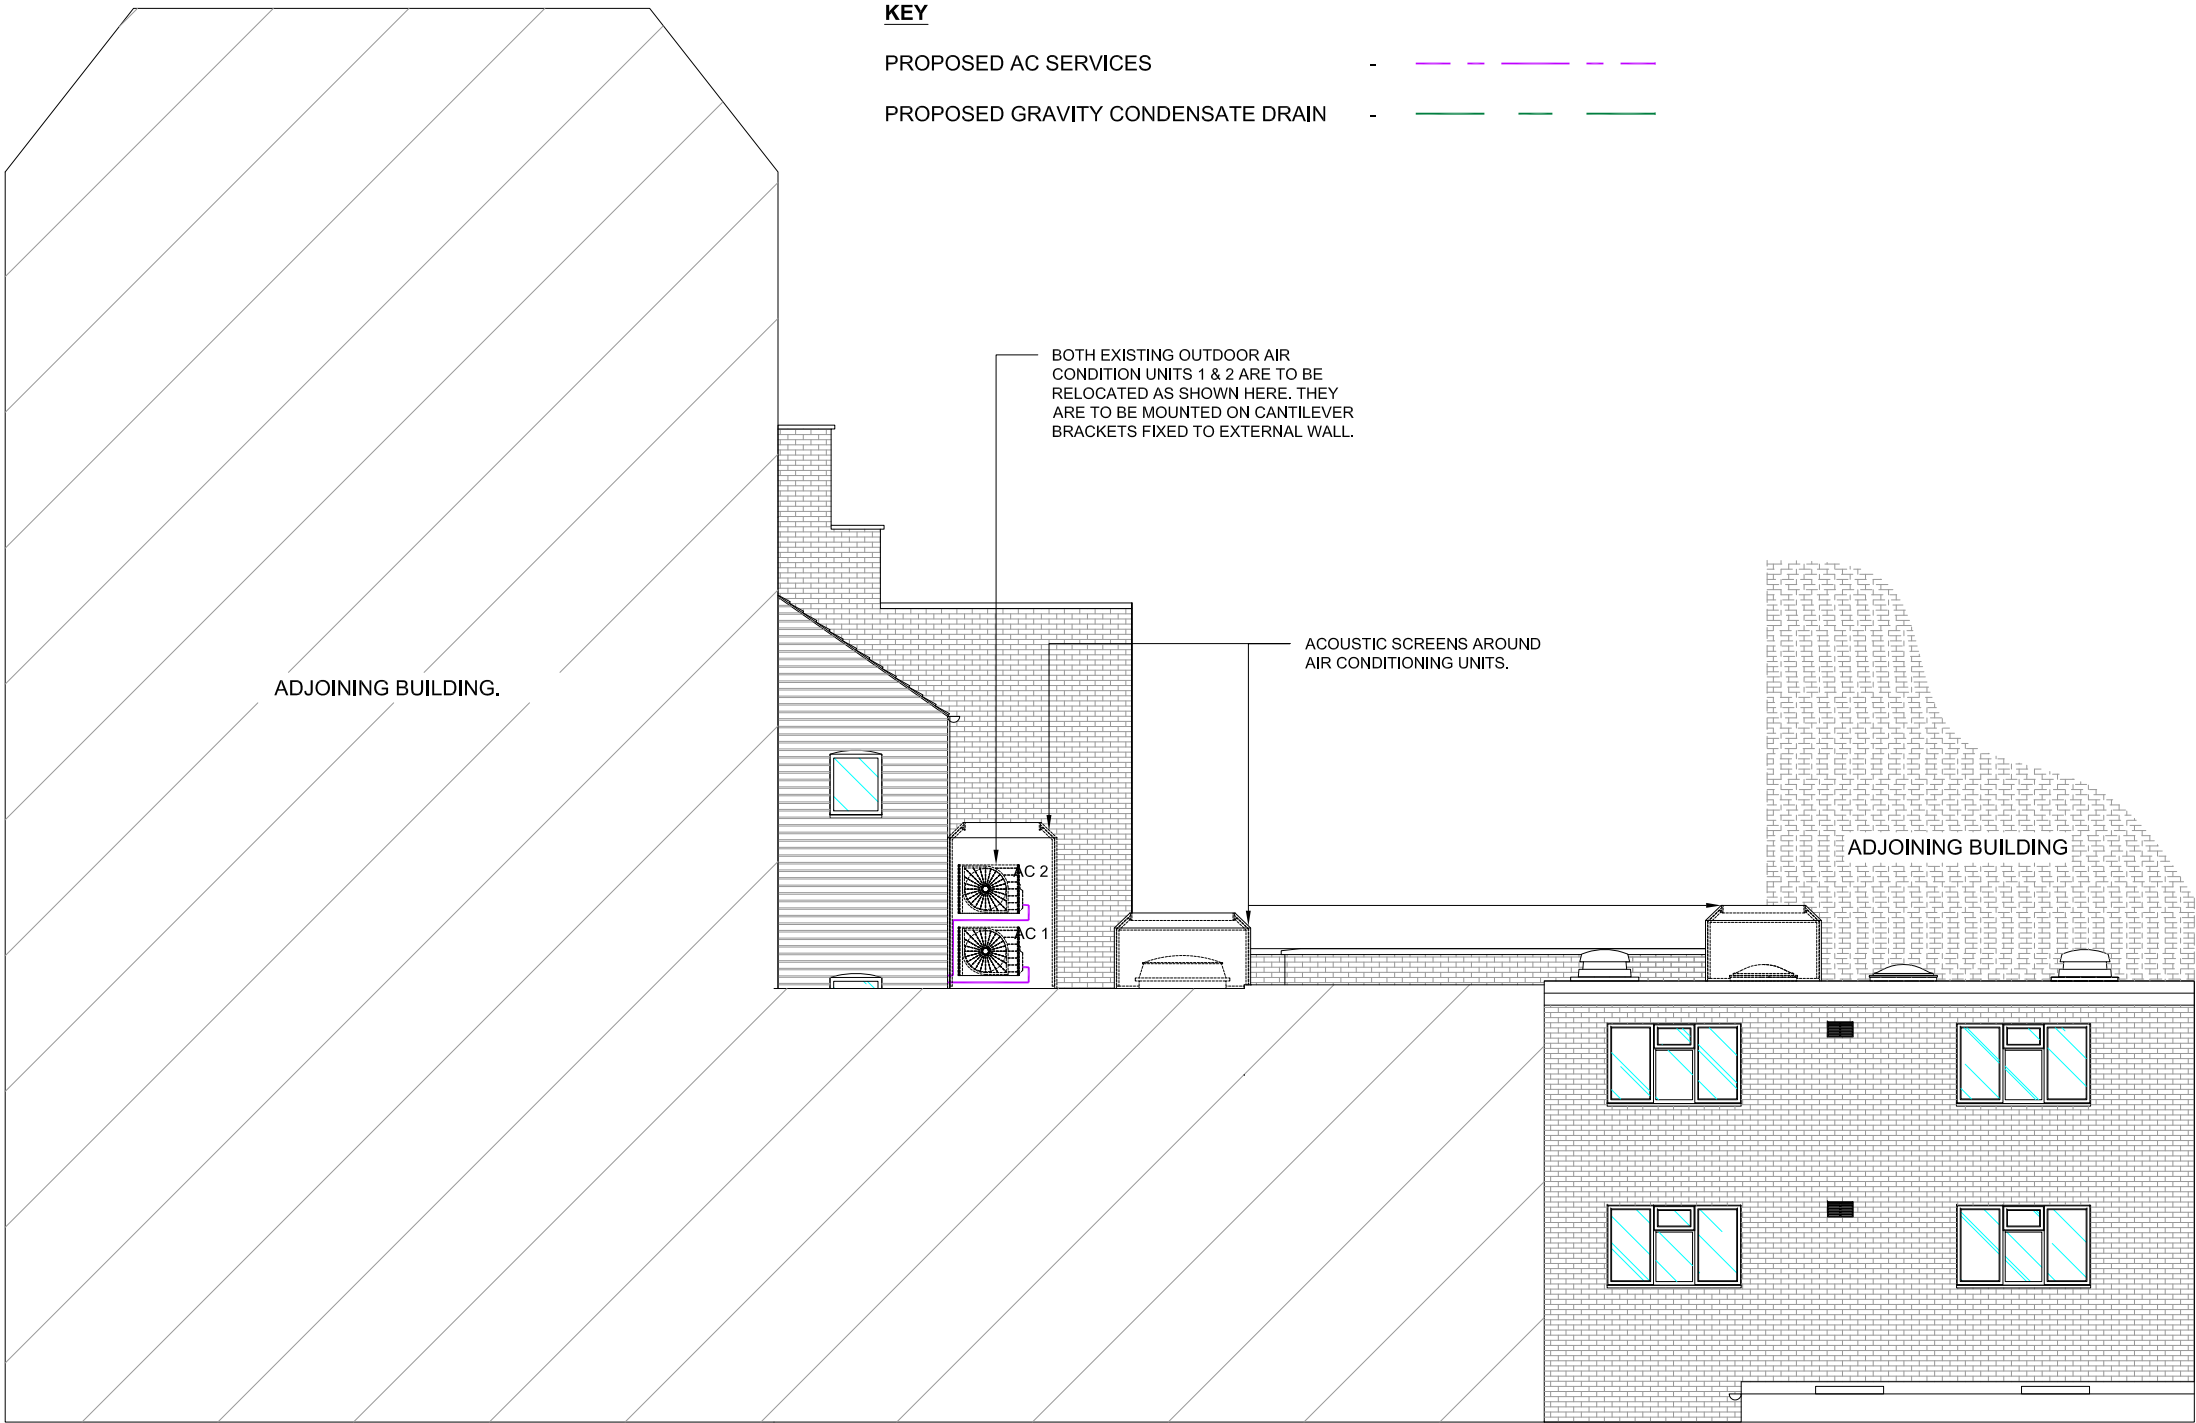 KEY
PROPOSED AC SERVICES -
PROPOSED GRAVITY CONDENSATE DRAIN -
BOTH EXISTING OUTDOOR AIR
CONDITION UNITS 1 & 2 ARE TO BE
RELOCATED AS SHOWN HERE. THEY
ARE TO BE MOUNTED ON CANTILEVER
BRACKETS FIXED TO EXTERNAL WALL.
ACOUSTIC SCREENS AROUND
AIR CONDITIONING UNITS.
ADJOINING BUILDING.
ADJOINING BUILDING
AC 2
AC 1